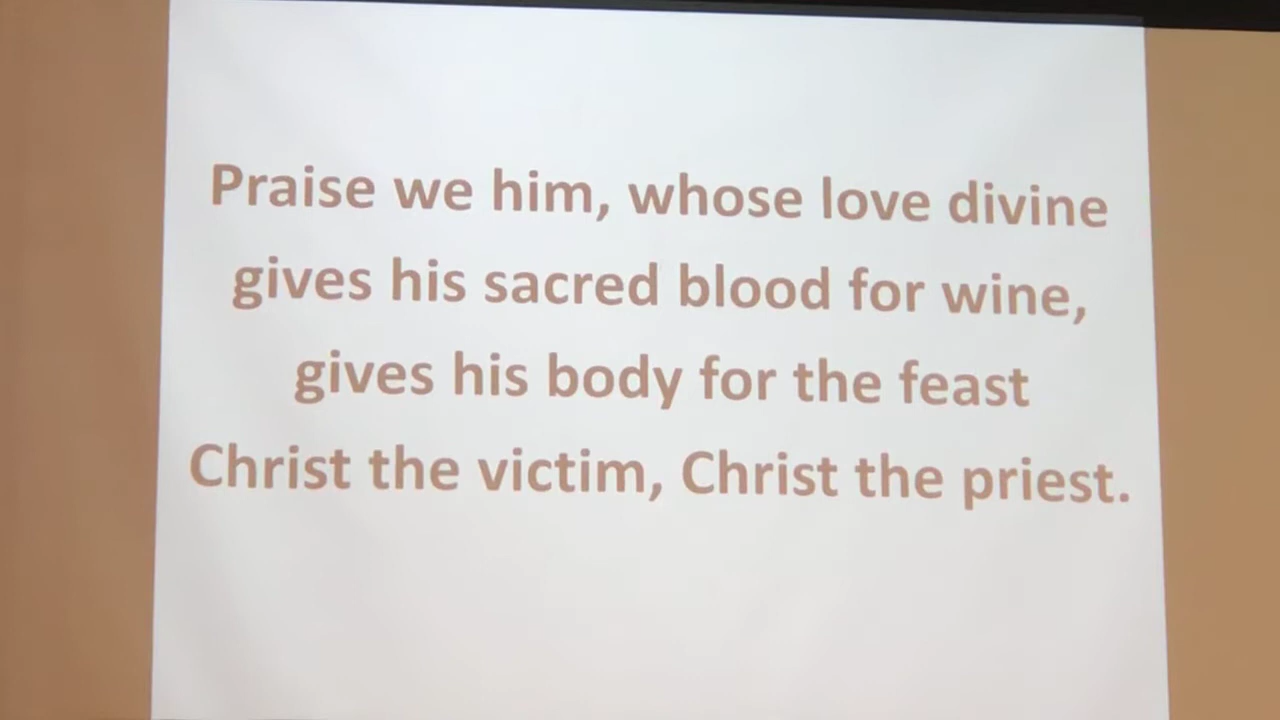 Praise we him, whose love divine
gives his sacred blood for wine,
gives his body for the feast
Christ the victim, Christ the priest.